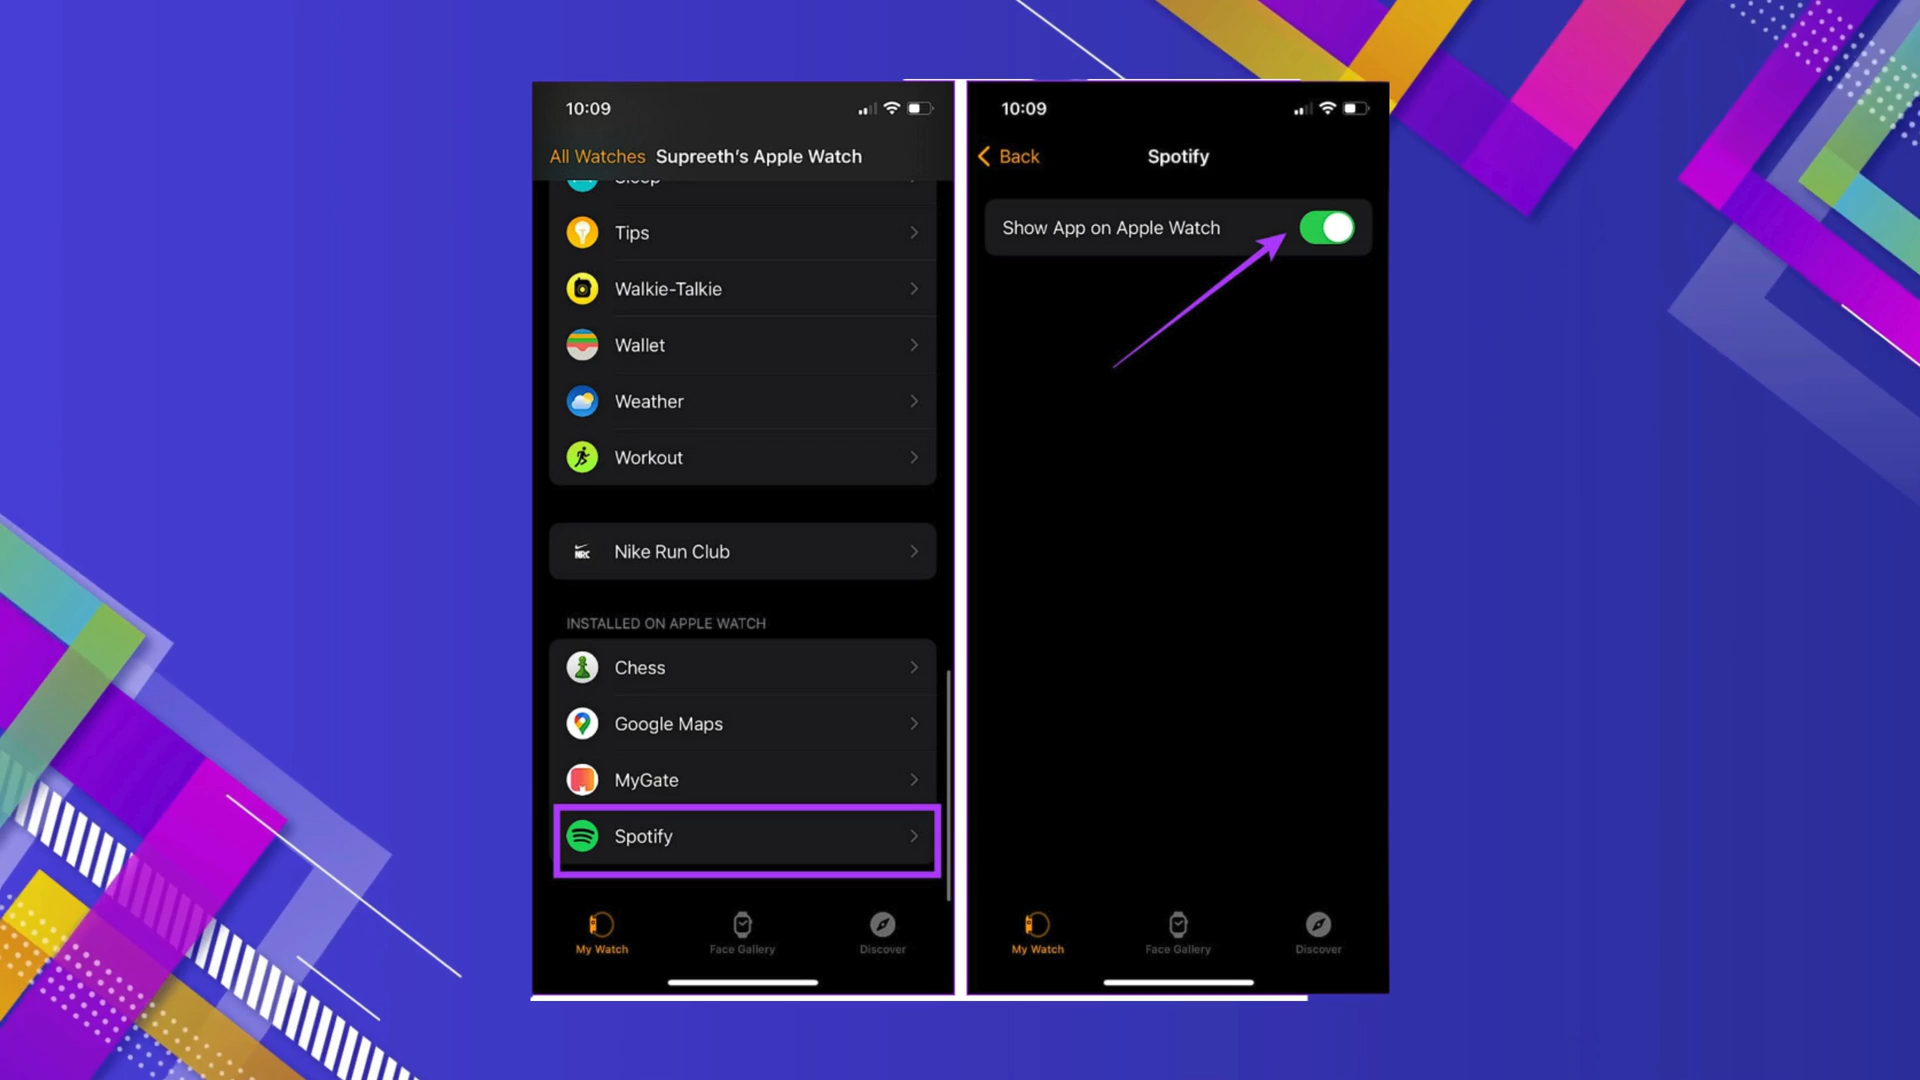 10:09
All Watches Supreeth's Apple Watch
Sleep
Tips
Walkie-Talkie
Wallet
Weather
Workout
NRC
Nike Run Club
INSTALLED ON APPLE WATCH
Chess
Google Maps
MyGate
Spotify
My Watch
Face Gallery
Discover
10:09
Back
Spotify
Show App on Apple Watch
My Watch
Face Gallery
Discover